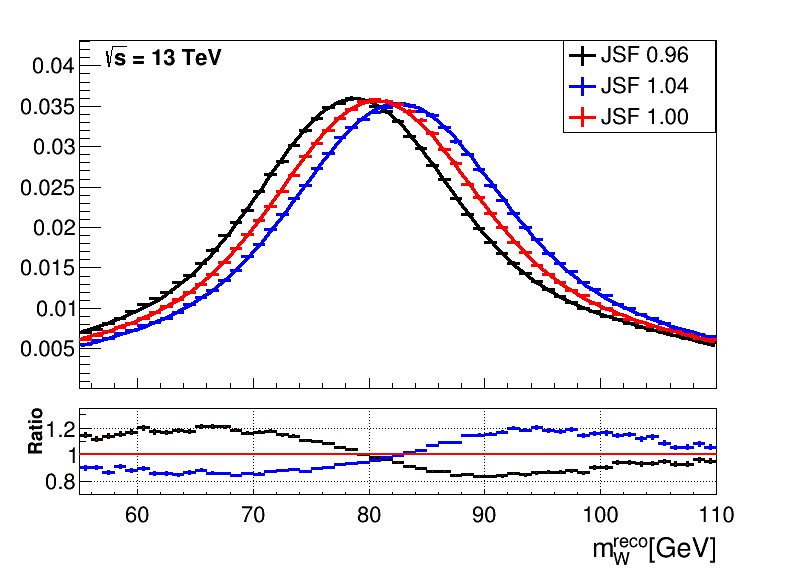 √s = 13 TeV
JSF 0.96
JSF 1.04
JSF 1.00
0.04
0.035
0.03
0.025
0.02
0.015
0.01
0.005
Ratio
1.2
1
0.8
60 70 80 90 100 110
m_W^reco[GeV]